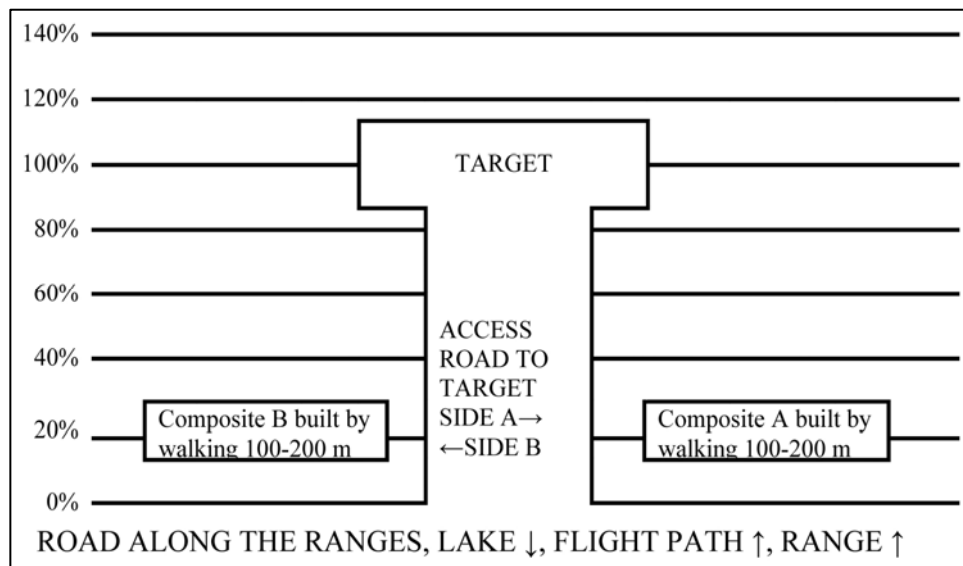 140%
120%
100%
TARGET
80%
60%
40%
ACCESS
ROAD TO
TARGET
SIDE A→
←SIDE B
20%
Composite B built by
walking 100-200 m
Composite A built by
walking 100-200 m
0%
ROAD ALONG THE RANGES, LAKE ↓, FLIGHT PATH ↑, RANGE ↑